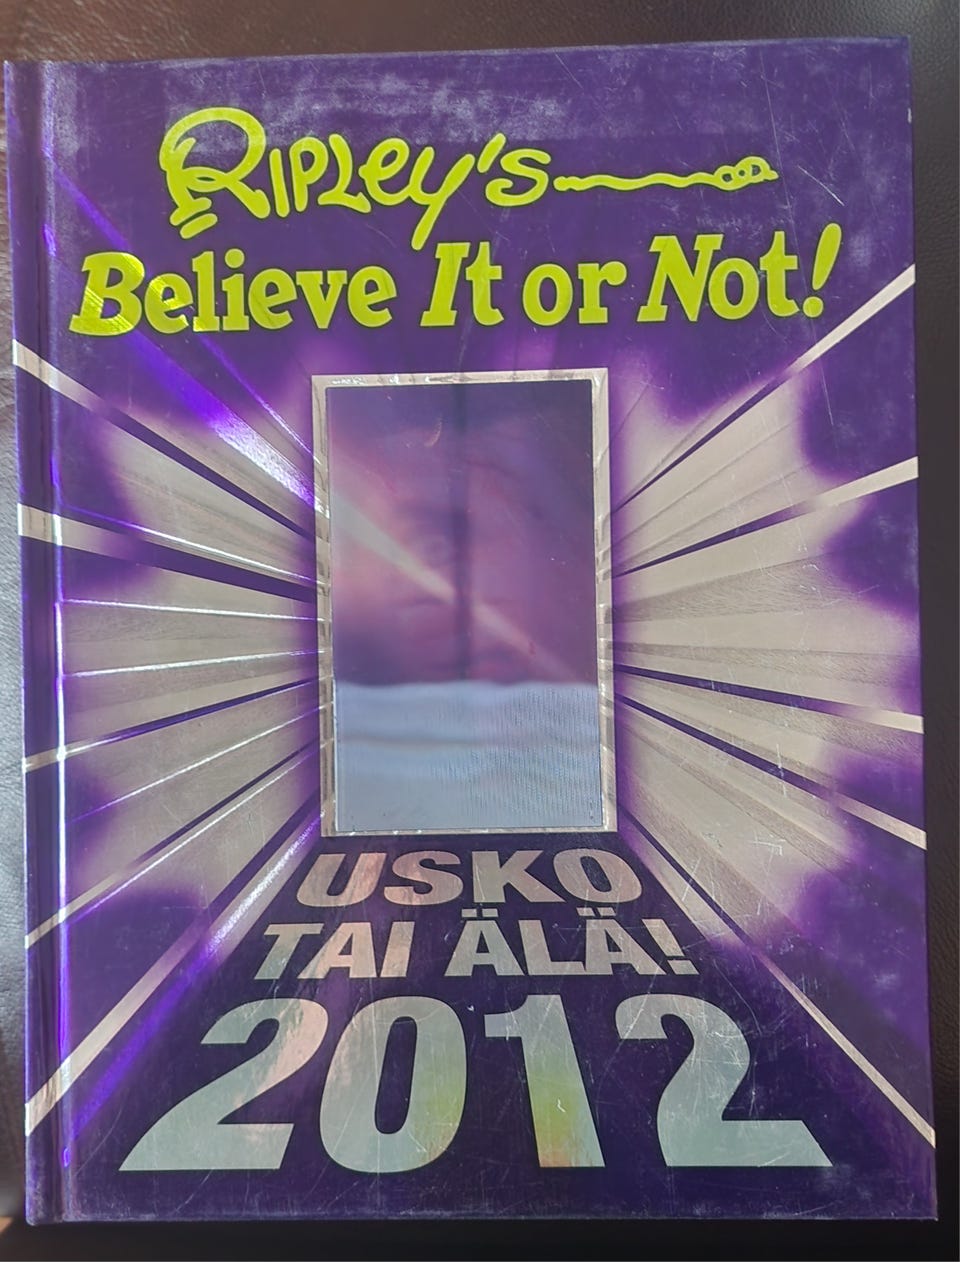 Ripley's
Believe It or Not!
USKO
TAI ÄLÄ!
2012